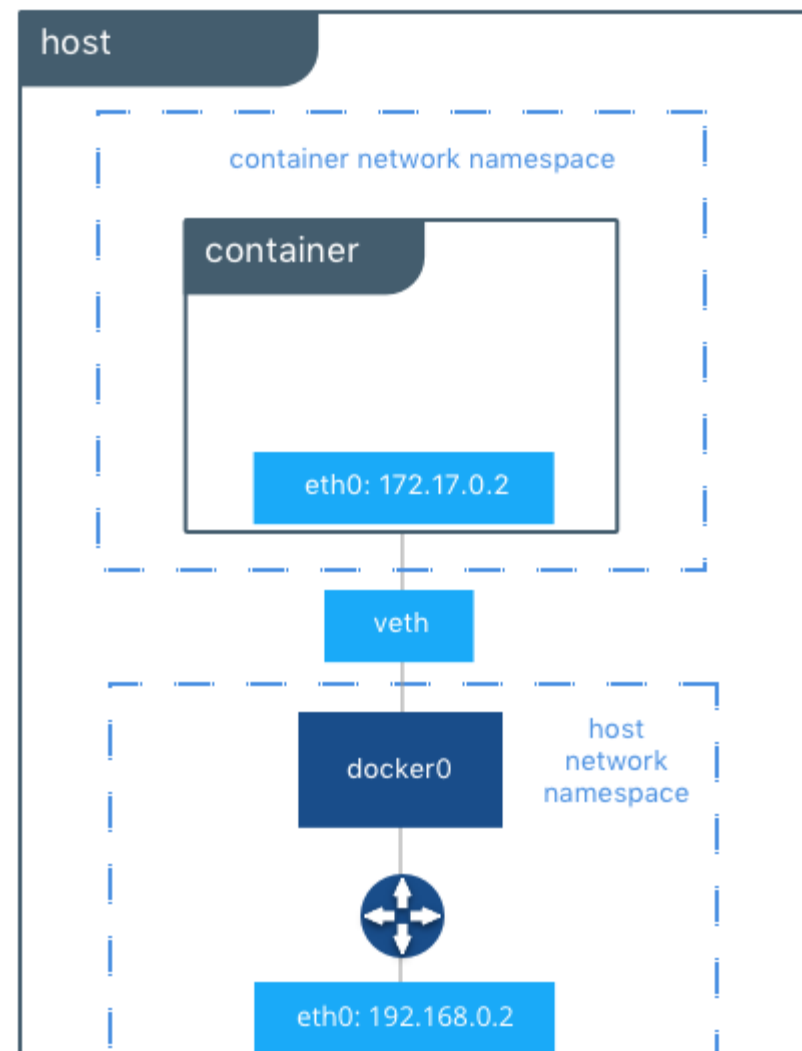 host
container network namespace
container
eth0: 172.17.0.2
veth
docker0
host
network
namespace
eth0: 192.168.0.2